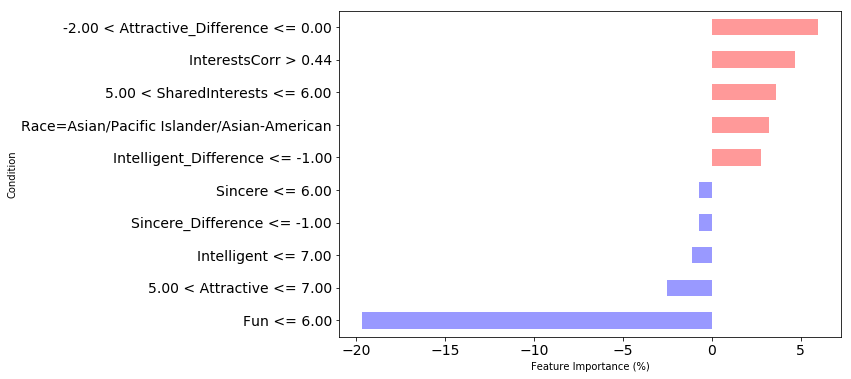 -2.00 < Attractive_Difference <= 0.00
InterestsCorr > 0.44
5.00 < SharedInterests <= 6.00
Race=Asian/Pacific Islander/Asian-American
Intelligent_Difference <= -1.00
Sincere <= 6.00
Sincere_Difference <= -1.00
Intelligent <= 7.00
5.00 < Attractive <= 7.00
Fun <= 6.00
Condition
−20 −15 −10 −5 0 5
Feature Importance (%)